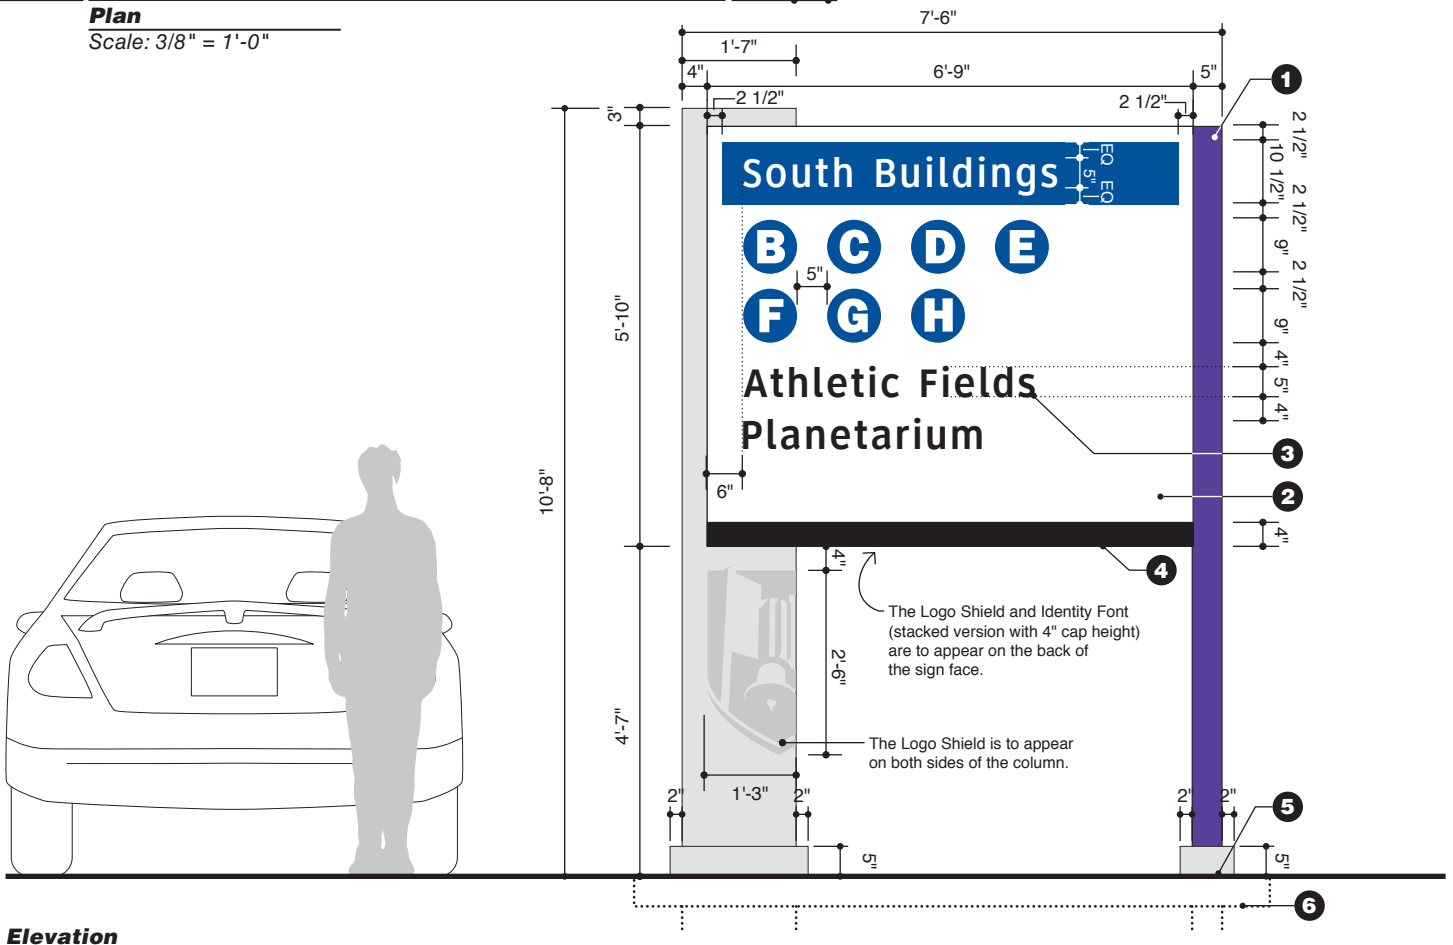 Plan
Scale: 3/8" = 1'-0"
7'-6"
1'-7"
4"
6'-9"
5"
1
2 1/2"
2 1/2"
3"
South Buildings
EQ
5"
EQ
2 1/2"
10 1/2"
2 1/2"
9"
2 1/2"
9"
4"
5"
4"
B C D E
5"
F G H
5'-10"
Athletic Fields
Planetarium
3
6"
2
10'-8"
4"
4"
4
The Logo Shield and Identity Font
(stacked version with 4" cap height)
are to appear on the back of
the sign face.
2'-6"
4'-7"
The Logo Shield is to appear
on both sides of the column.
1'-3"
2"
2"
2"
2"
5
5"
5"
6
Elevation